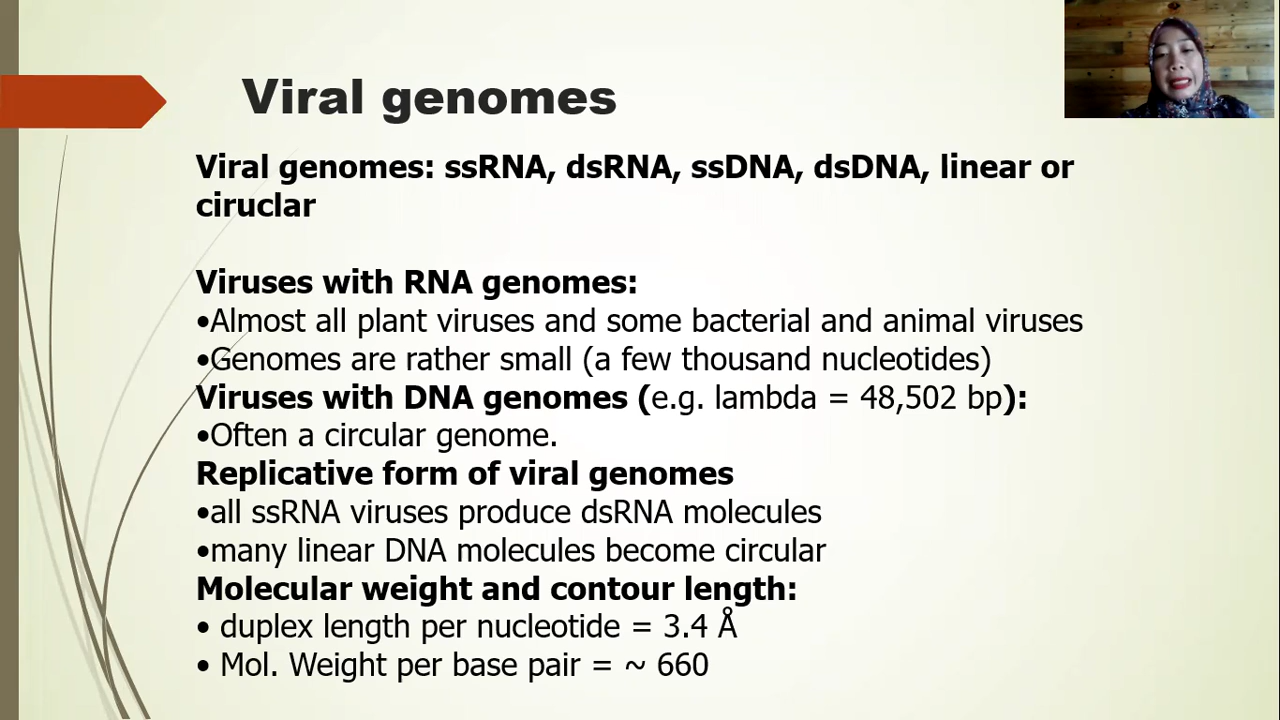 Viral genomes
Viral genomes: ssRNA, dsRNA, ssDNA, dsDNA, linear or
ciruclar
Viruses with RNA genomes:
•Almost all plant viruses and some bacterial and animal viruses
•Genomes are rather small (a few thousand nucleotides)
Viruses with DNA genomes (e.g. lambda = 48,502 bp):
•Often a circular genome.
Replicative form of viral genomes
•all ssRNA viruses produce dsRNA molecules
•many linear DNA molecules become circular
Molecular weight and contour length:
• duplex length per nucleotide = 3.4 Å
• Mol. Weight per base pair = ~ 660